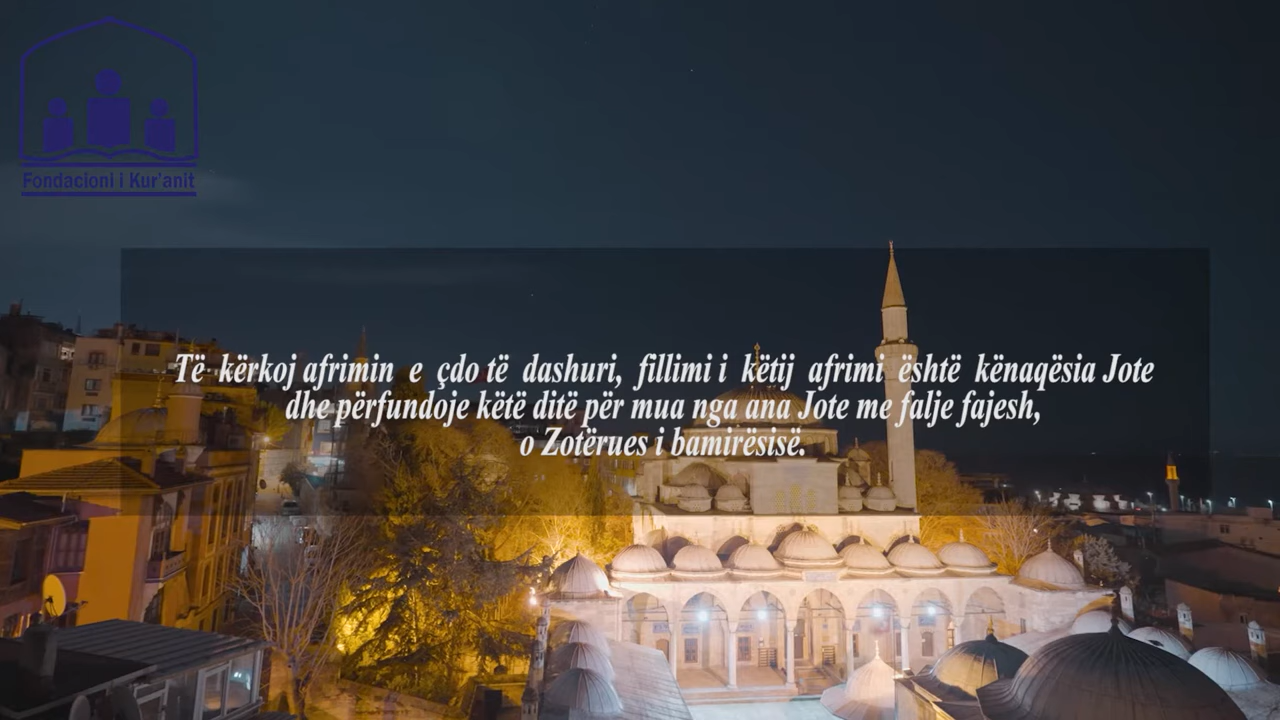 Fondacioni i Kur'anit
Të kërkoj afrimin e çdo të dashuri, fillimi i këtij afrimi është kënaqësia Jote
dhe përfundoje këtë ditë për mua nga ana Jote me falje fajesh,
o Zotërues i bamirësisë.